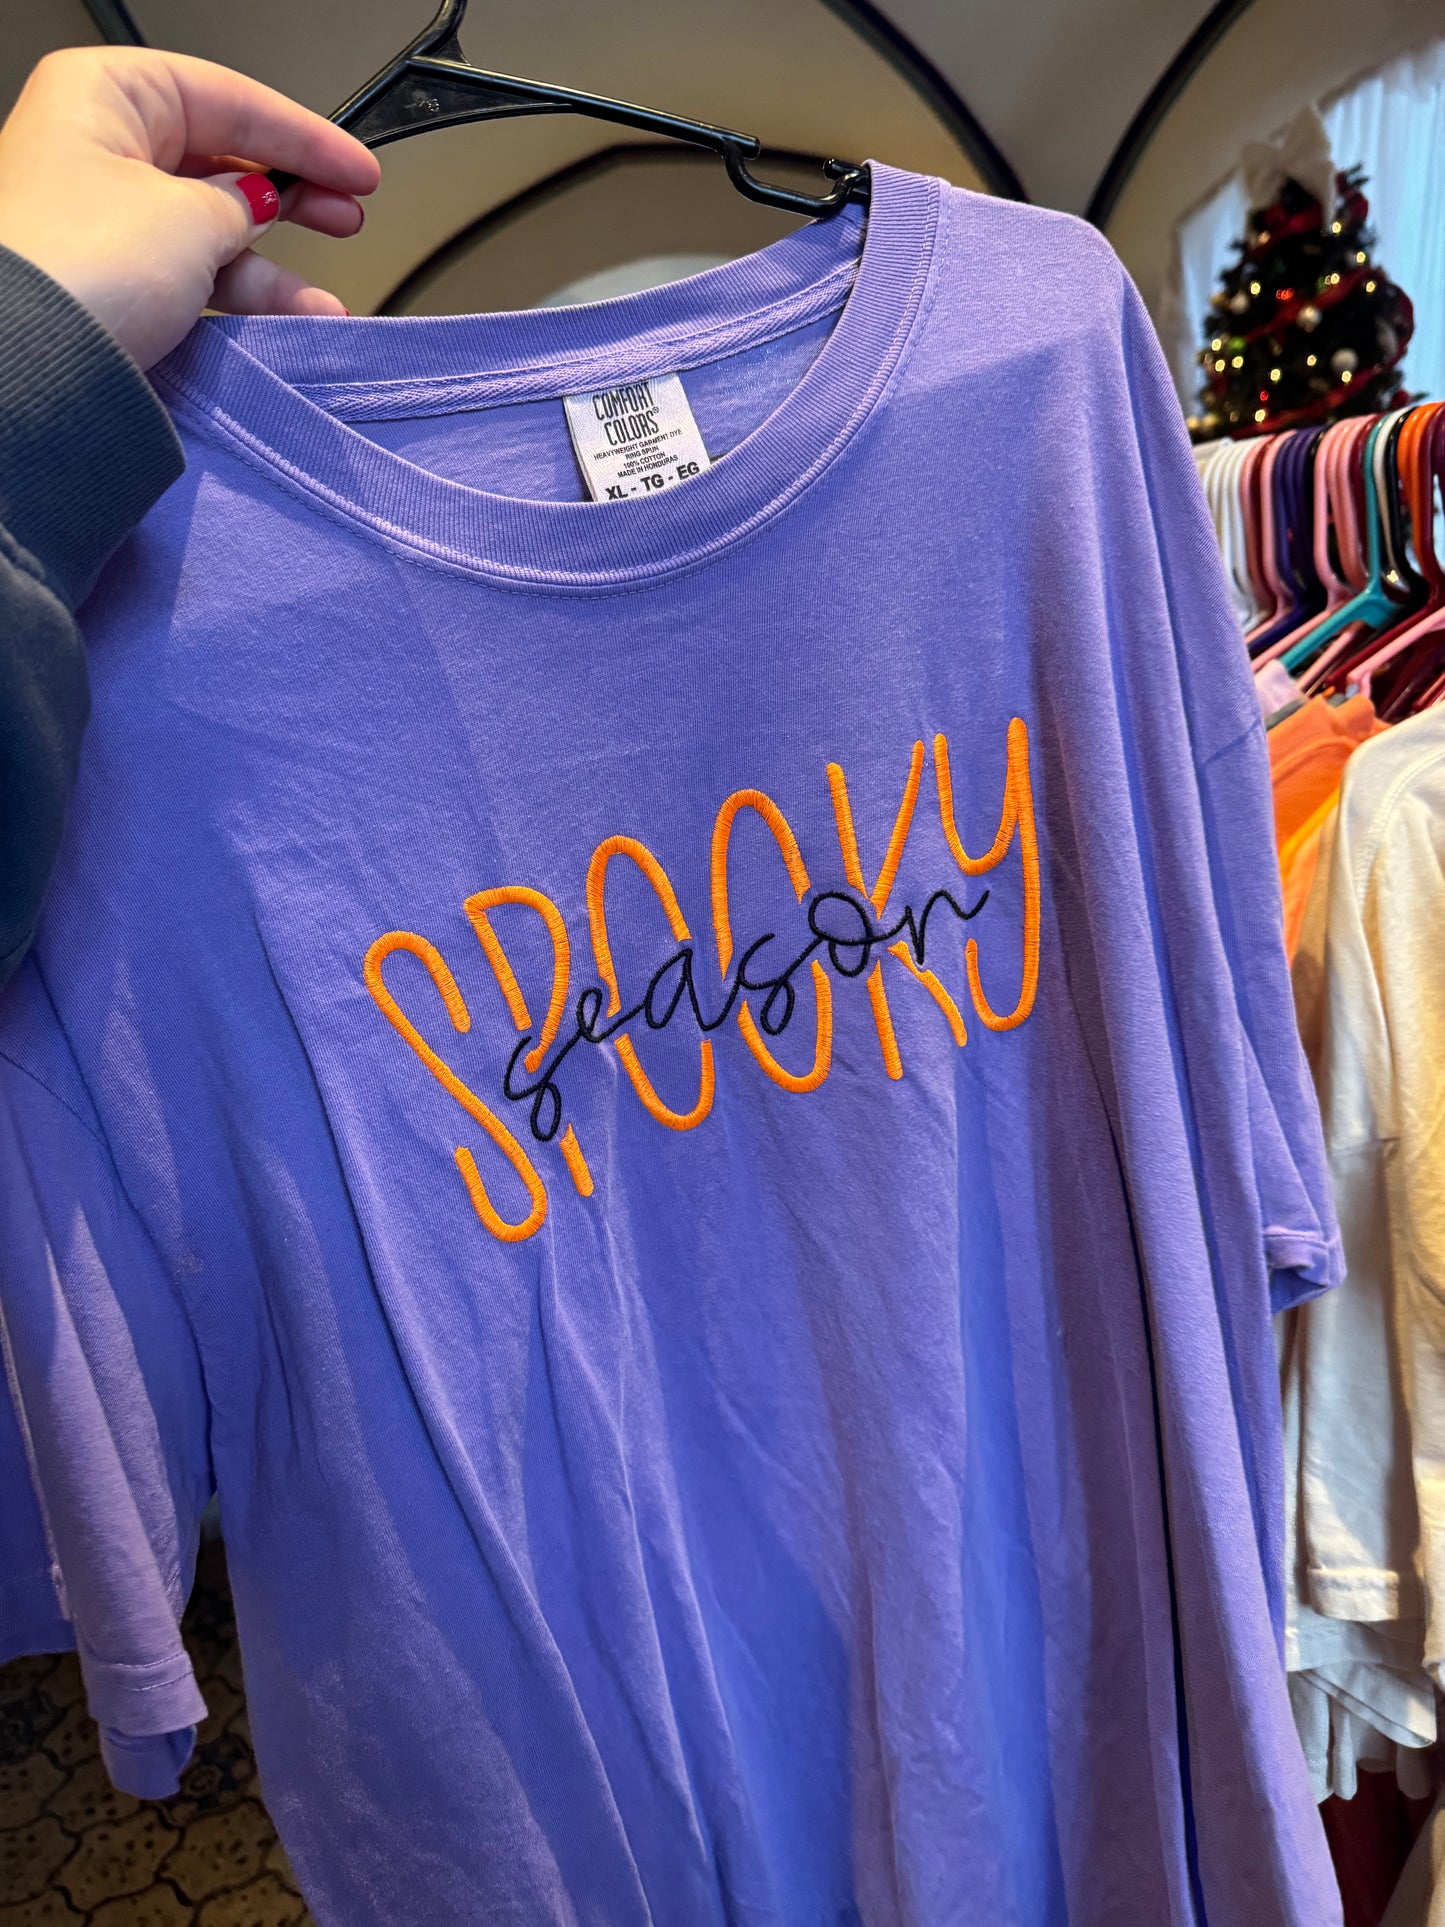 COMFORT
COLORS®
HEAVYWEIGHT GARMENT DYE
RING SPUN
100% COTTON
MADE IN HONDURAS
XL - TG - EG
SPOOKY
season